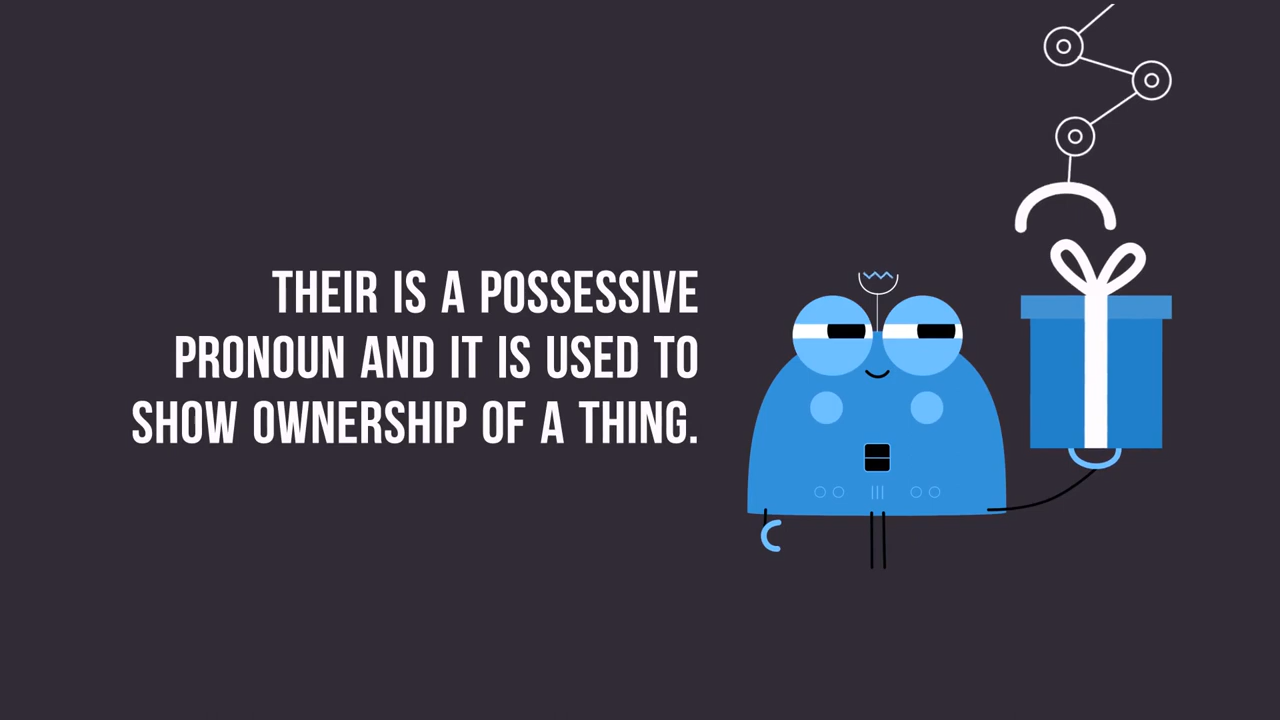 THEIR IS A POSSESSIVE
PRONOUN AND IT IS USED TO
SHOW OWNERSHIP OF A THING.